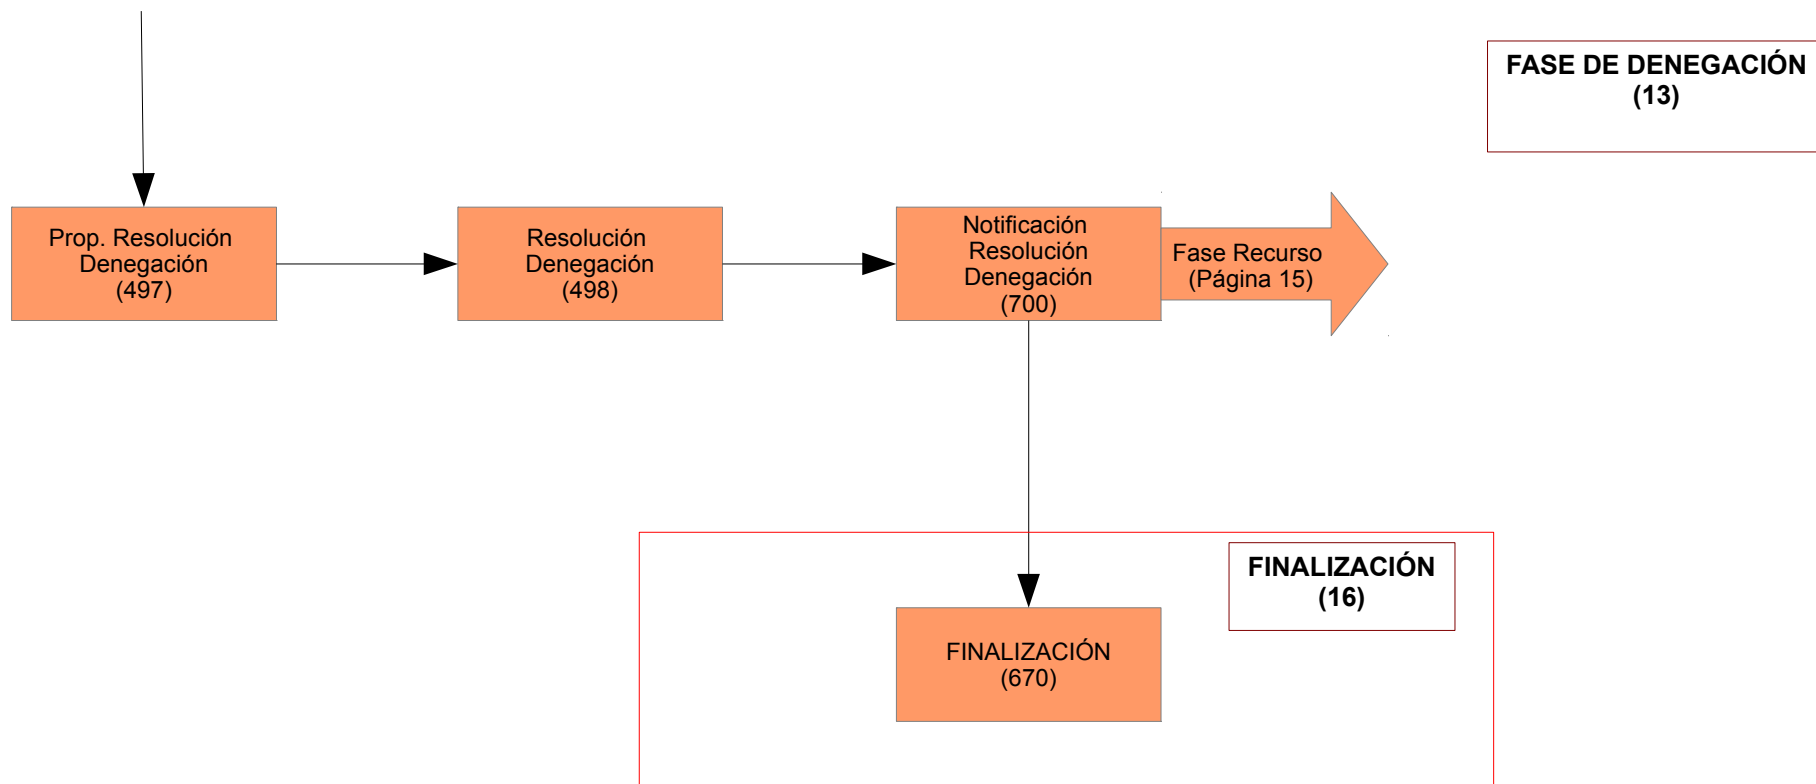 FASE DE DENEGACIÓN
(13)
Prop. Resolución
Denegación
(497)
Resolución
Denegación
(498)
Notificación
Resolución
Denegación
(700)
Fase Recurso
(Página 15)
FINALIZACIÓN
(16)
FINALIZACIÓN
(670)